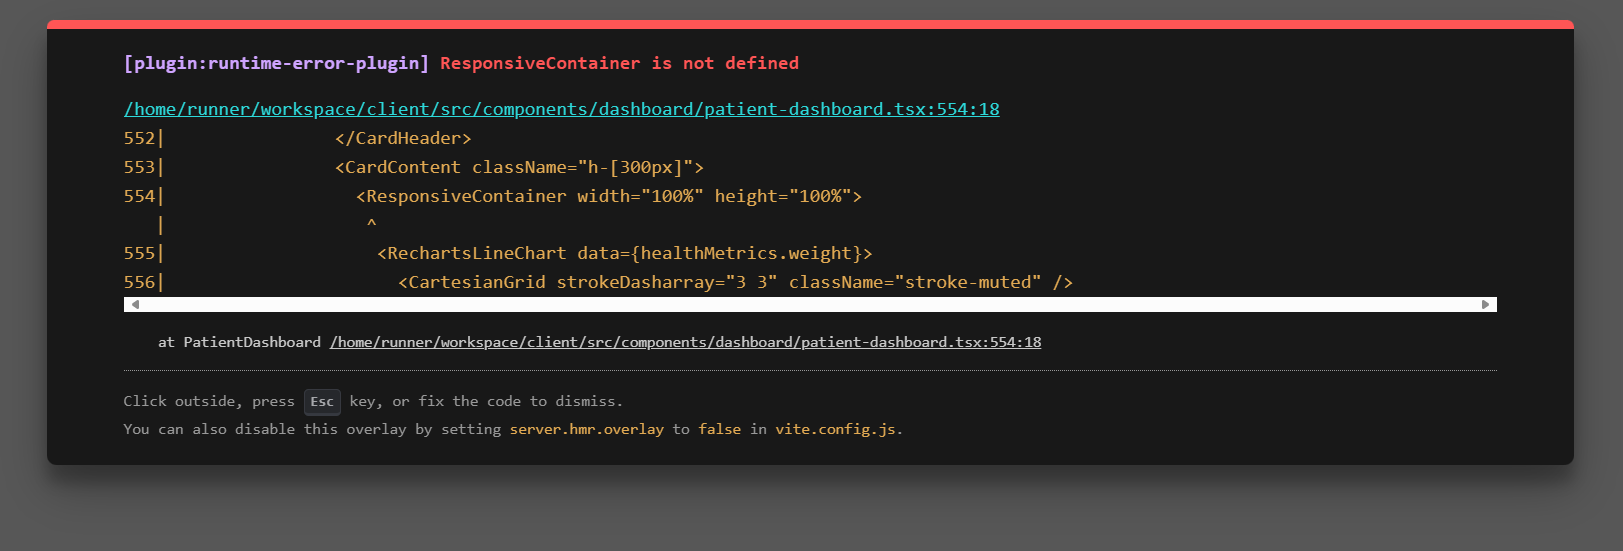 [plugin:runtime-error-plugin] ResponsiveContainer is not defined
/home/runner/workspace/client/src/components/dashboard/patient-dashboard.tsx:554:18
552|                </CardHeader>
553|                <CardContent className="h-[300px]">
554|                  <ResponsiveContainer width="100%" height="100%">
   |                   ^
555|                    <RechartsLineChart data={healthMetrics.weight}>
556|                      <CartesianGrid strokeDasharray="3 3" className="stroke-muted" />
at PatientDashboard /home/runner/workspace/client/src/components/dashboard/patient-dashboard.tsx:554:18
Click outside, press Esc key, or fix the code to dismiss.
You can also disable this overlay by setting server.hmr.overlay to false in vite.config.js.